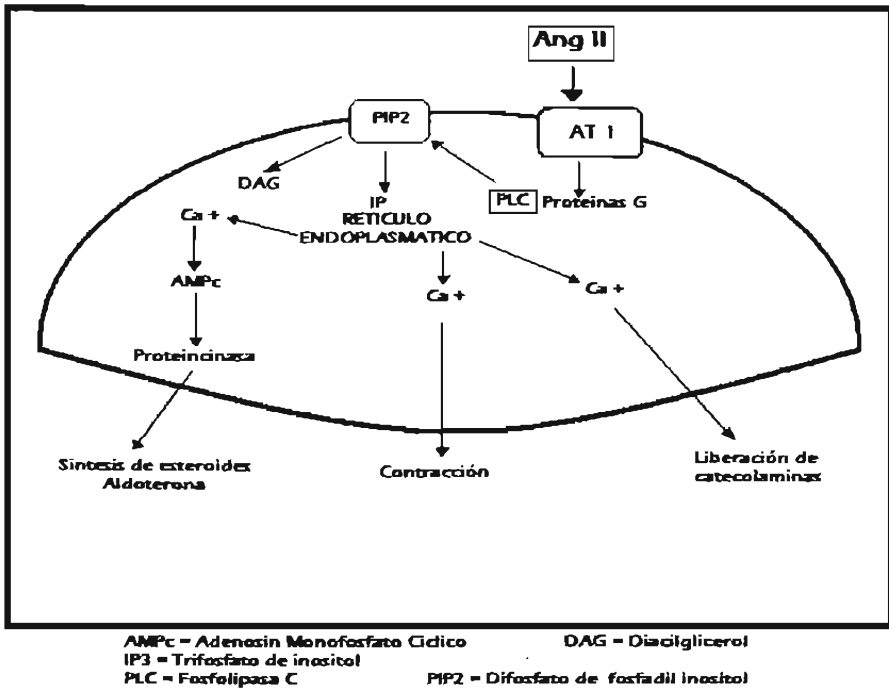 Ang II
PIP2
AT 1
DAG
IP
RETICULO
ENDOPLASMATICO
PLC
Proteinas G
Ca +
AMPc
Proteincinasa
Ca +
Ca +
Sintesis de esteroides
Aldoterona
Contracción
Liberación de
catecolaminas
AMPc = Adenosin Monofosfato Ciclico DAG = Diacilglicerol
IP3 = Trifosfato de inositol
PLC = Fosfolipasa C PIP2 = Difosfato de fosfadil inositol